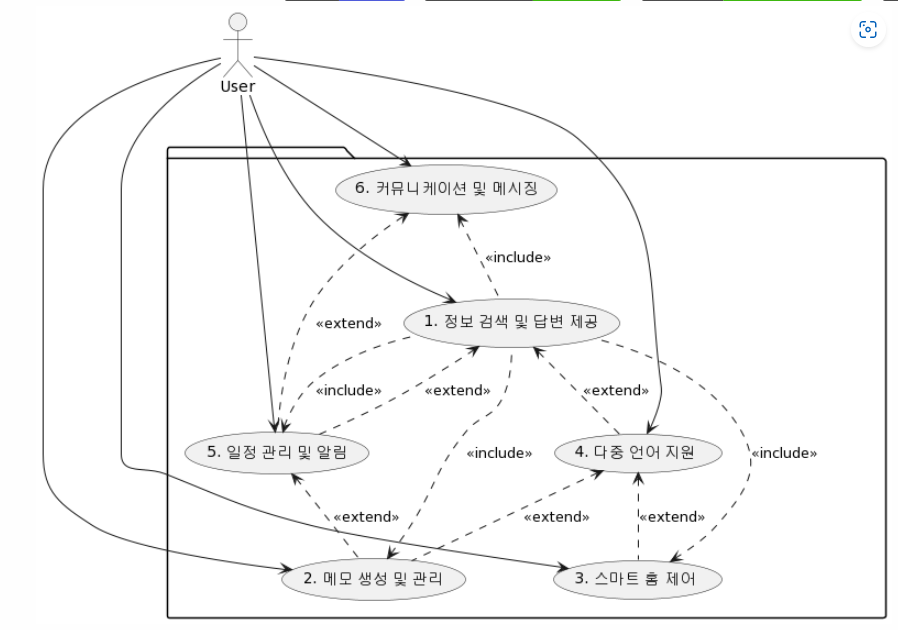 User
6. 커뮤니케이션 및 메시징
«include»
1. 정보 검색 및 답변 제공
«extend»
«include»
«extend»
«extend»
5. 일정 관리 및 알림
«include»
4. 다중 언어 지원
«include»
«extend»
«extend»
«extend»
2. 메모 생성 및 관리
3. 스마트 홈 제어